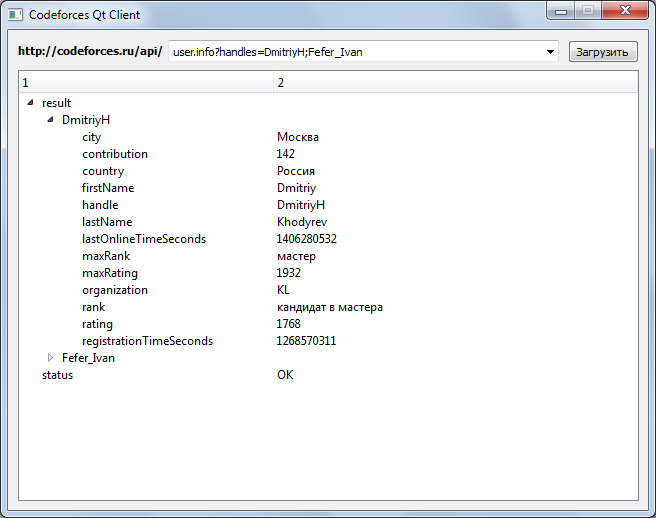 Codeforces Qt Client
http://codeforces.ru/api/ user.info?handles=DmitriyH;Fefer_Ivan Загрузить
1 2
result
DmitriyH
city Москва
contribution 142
country Россия
firstName Dmitriy
handle DmitriyH
lastName Khodyrev
lastOnlineTimeSeconds 1406280532
maxRank мастер
maxRating 1932
organization KL
rank кандидат в мастера
rating 1768
registrationTimeSeconds 1268570311
Fefer_Ivan
status OK